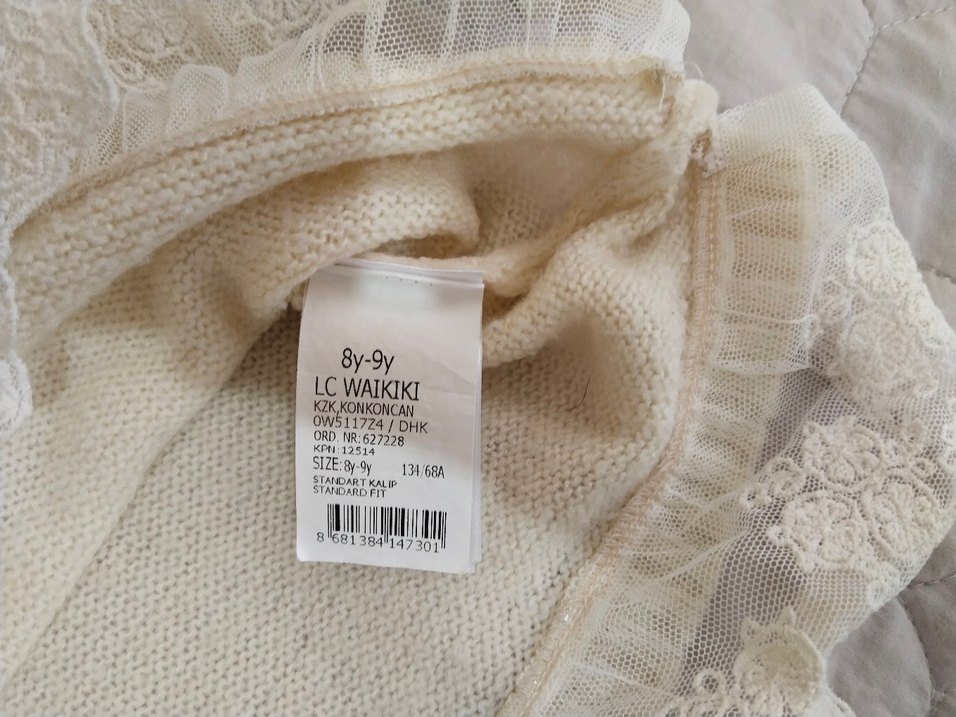 8y-9y
LC WAIKIKI
KZK,KONKONCAN
0W5117Z4 / DHK
ORD. NR:627228
KPN:12514
SIZE:8y-9y 134/68A
STANDART KALIP
STANDARD FIT
8 681384 147301